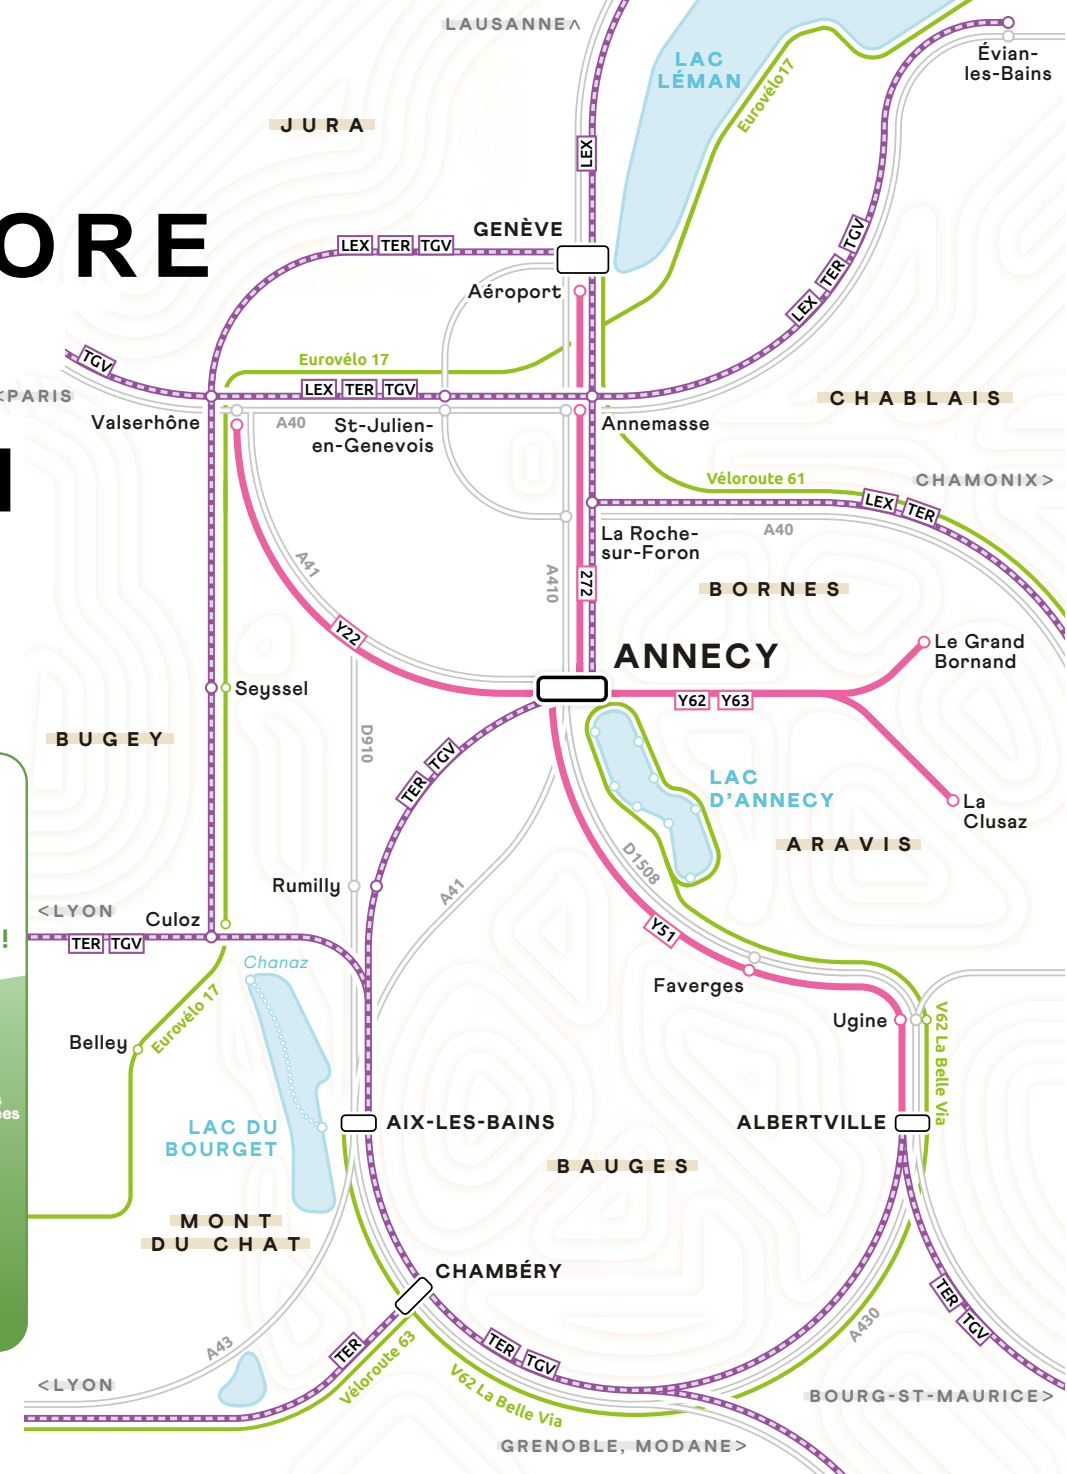 LAUSANNE˄
LAC
LÉMAN
Eurovélo17
Évian-
les-Bains
JURA
LEX
ORE
GENÈVE
LEX TER TGV
Aéroport
LEX TER TGV
TGV
Eurovélo 17
<PARIS
LEX TER TGV
CHABLAIS
Valserhône
A40
St-Julien-
en-Genevois
Annemasse
Véloroute 61
CHAMONIX>
LEX TER
La Roche-
sur-Foron
A40
A41
A410
272
BORNES
Y22
ANNECY
Le Grand
Bornand
Seyssel
Y62 Y63
BUGEY
D910
TER TGV
LAC
D'ANNECY
La
Clusaz
ARAVIS
D1508
Rumilly
A41
<LYON
Culoz
!
TER TGV
Y51
Chanaz
Faverges
Eurovélo 17
Belley
Ugine
V62 La Belle Via
ées
LAC DU
BOURGET
AIX-LES-BAINS
ALBERTVILLE
BAUGES
MONT
DU CHAT
CHAMBÉRY
TER TGV
A43
TER
Véloroute 63
TER TGV
A430
V62 La Belle Via
<LYON
BOURG-ST-MAURICE>
GRENOBLE, MODANE>